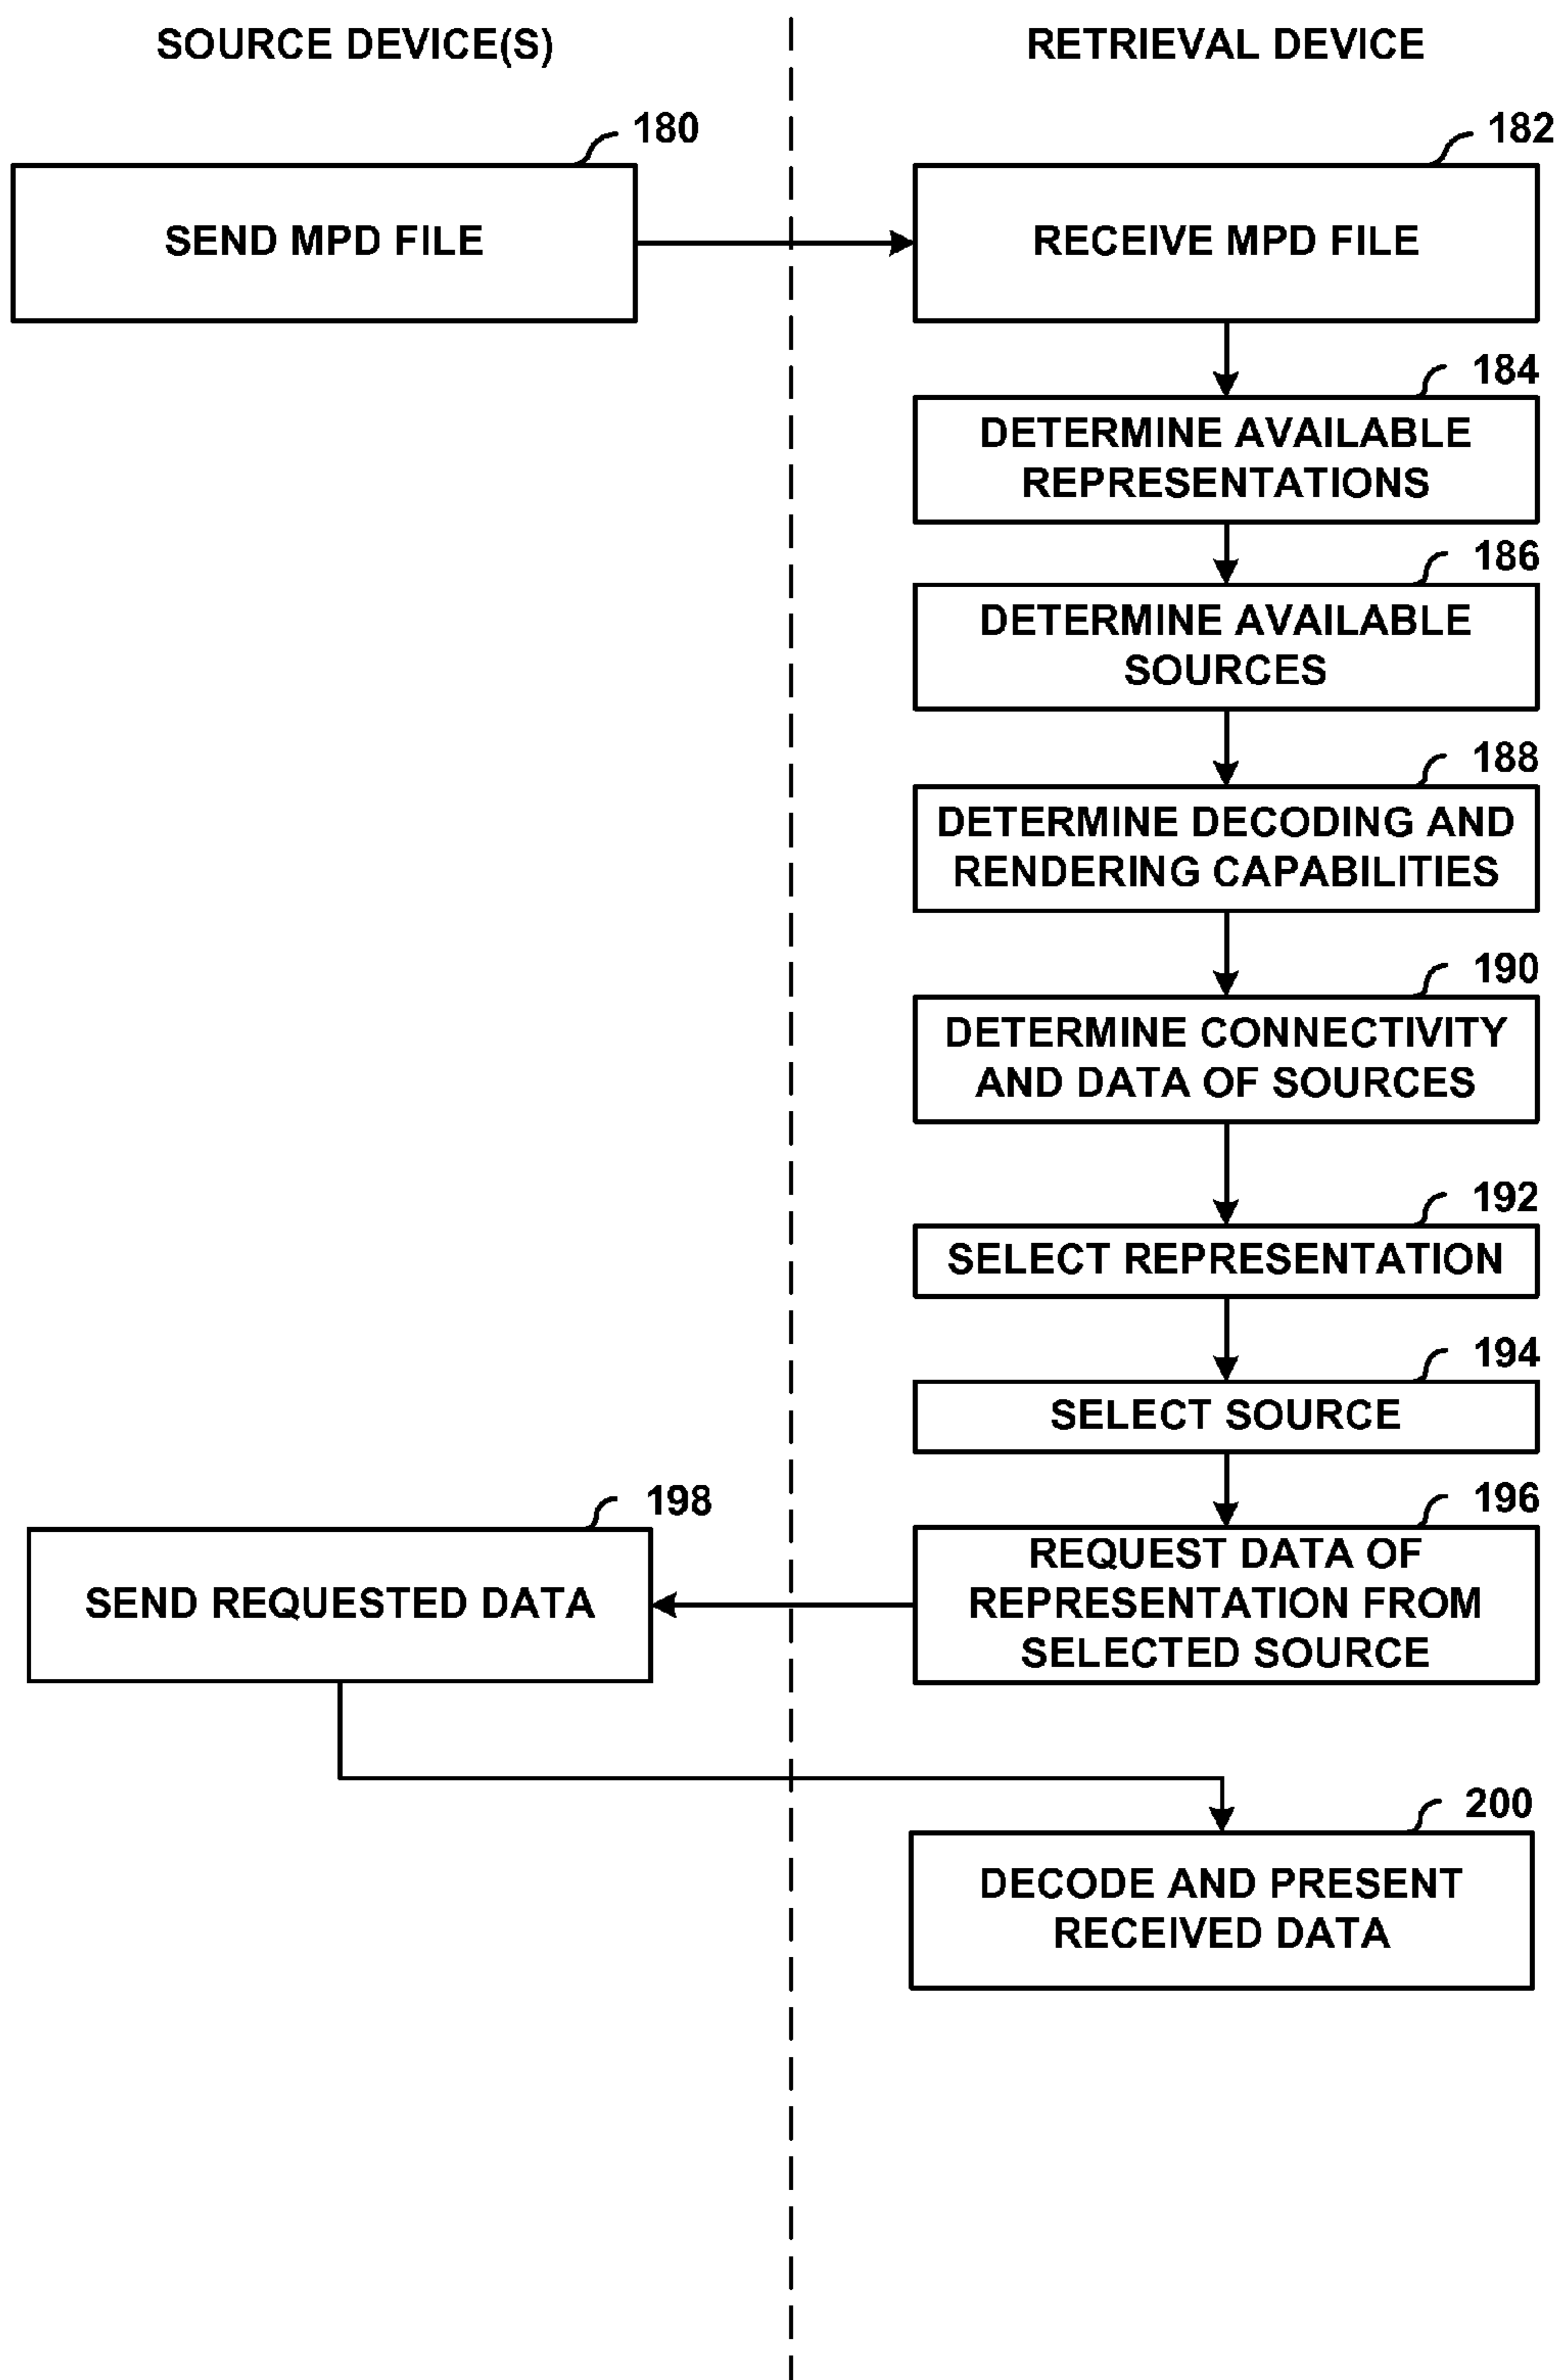 SOURCE DEVICE(S)
RETRIEVAL DEVICE
180
SEND MPD FILE
182
RECEIVE MPD FILE
184
DETERMINE AVAILABLE
REPRESENTATIONS
186
DETERMINE AVAILABLE
SOURCES
188
DETERMINE DECODING AND
RENDERING CAPABILITIES
190
DETERMINE CONNECTIVITY
AND DATA OF SOURCES
192
SELECT REPRESENTATION
194
SELECT SOURCE
196
REQUEST DATA OF
REPRESENTATION FROM
SELECTED SOURCE
198
SEND REQUESTED DATA
200
DECODE AND PRESENT
RECEIVED DATA